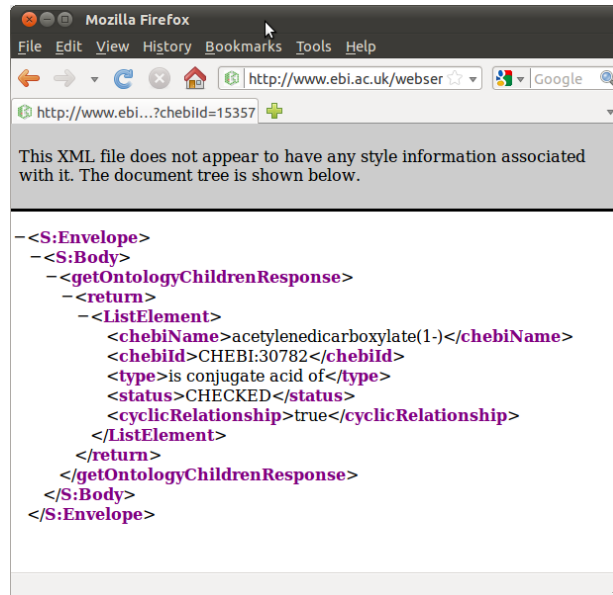 Mozilla Firefox
File Edit View History Bookmarks Tools Help
http://www.ebi.ac.uk/webser Google
http://www.ebi...?chebiId=15357
This XML file does not appear to have any style information associated
with it. The document tree is shown below.
−<S:Envelope>
−<S:Body>
−<getOntologyChildrenResponse>
−<return>
−<ListElement>
<chebiName>acetylenedicarboxylate(1-)</chebiName>
<chebiId>CHEBI:30782</chebiId>
<type>is conjugate acid of</type>
<status>CHECKED</status>
<cyclicRelationship>true</cyclicRelationship>
</ListElement>
</return>
</getOntologyChildrenResponse>
</S:Body>
</S:Envelope>